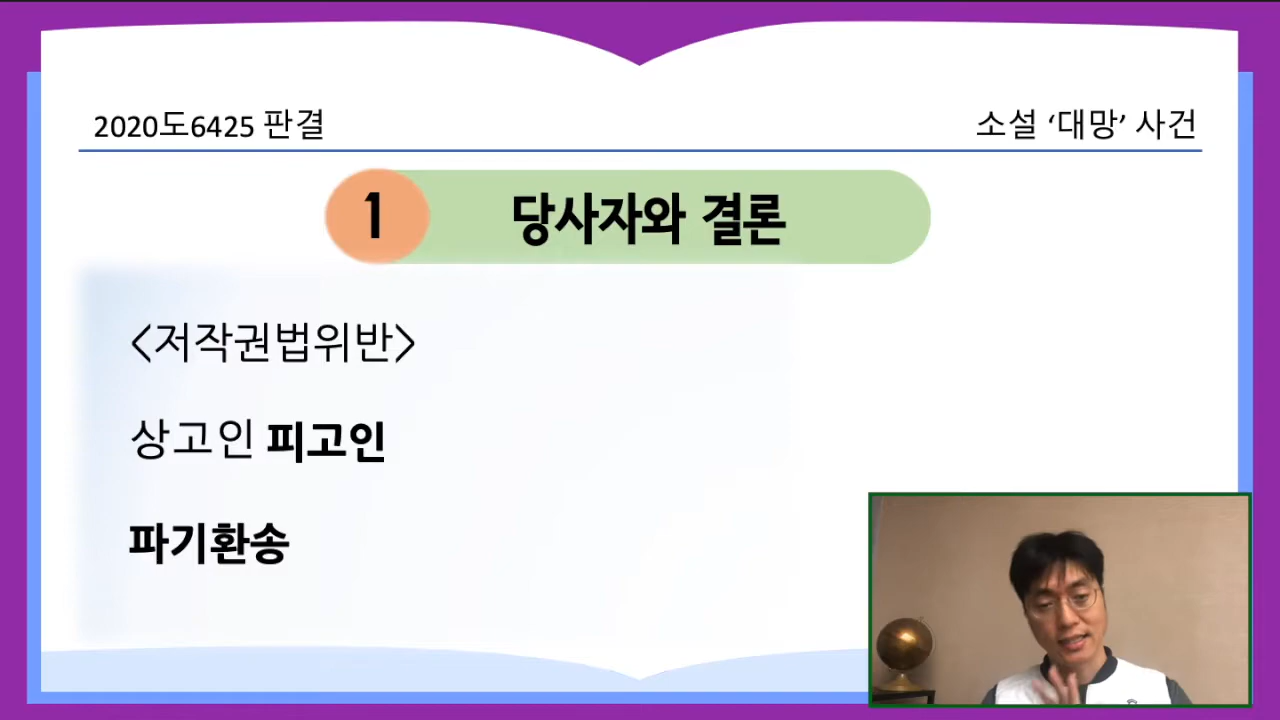 2020도6425 판결
소설 ‘대망’ 사건
1 당사자와 결론
<저작권법위반>
상고인 피고인
파기환송